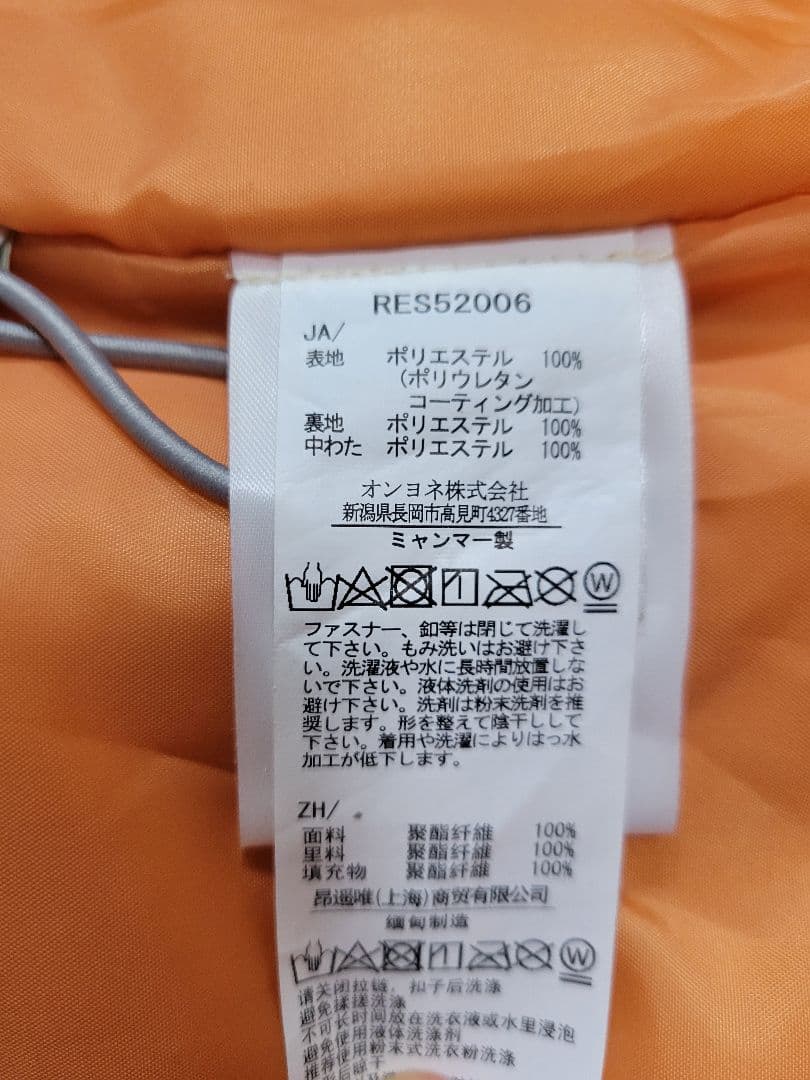 RES52006
JA/
表地 ポリエステル 100%
(ポリウレタン
コーティング加工)
裏地 ポリエステル 100%
中わた ポリエステル 100%
オンヨネ株式会社
新潟県長岡市高見町4327番地
ミャンマー製
W
ファスナー、釦等は閉じて洗濯し
て下さい。もみ洗いはお避け下さ
い。洗濯液や水に長時間放置しな
いで下さい。液体洗剤の使用はお
避け下さい。洗剤は粉末洗剤を推
奨します。形を整えて陰干しして
下さい。着用や洗濯によりはっ水
加工が低下します。
ZH/
面料 聚酯纤維 100%
里料 聚酯纤維 100%
填充物 聚酯纤維 100%
昂遥唯(上海)商贸有限公司
缅甸制造
W
请关闭拉链，扣子后洗涤
避免揉搓洗涤
不可长时间放在洗衣液或水里浸泡
避免使用液体洗涤剂
推荐使用粉末式洗衣粉洗涤